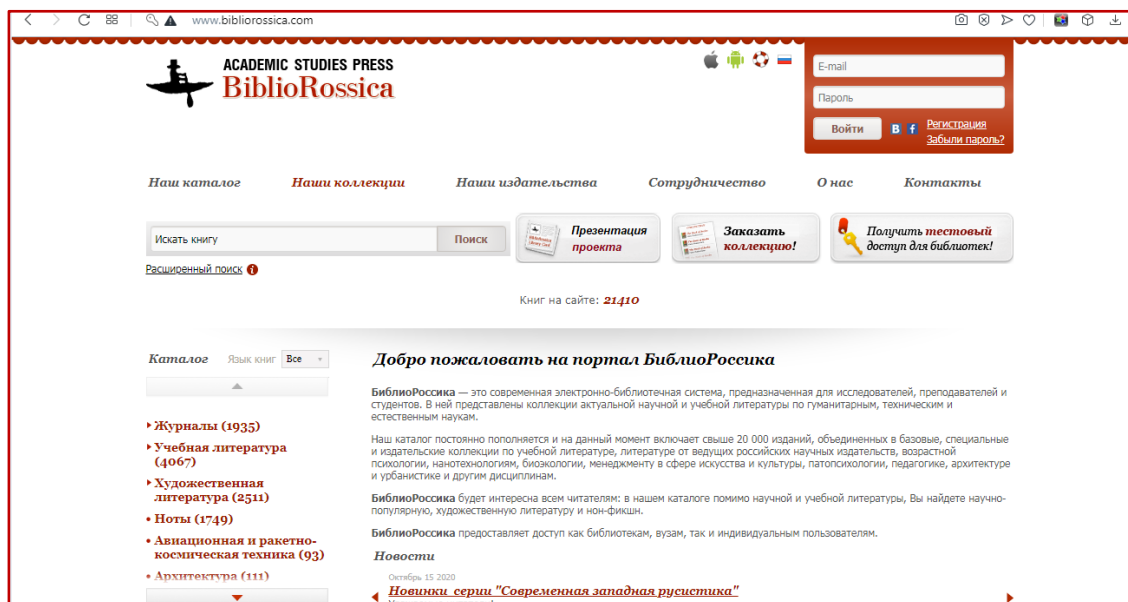 www.bibliorossica.com
ACADEMIC STUDIES PRESS
BiblioRossica
E-mail
Пароль
Войти
Регистрация
Забыли пароль?
Наш каталог
Наши коллекции
Наши издательства
Сотрудничество
О нас
Контакты
Искать книгу
Поиск
Презентация
проекта
Заказать
коллекцию!
Получить тестовый
доступ для библиотек!
Расширенный поиск
Книг на сайте: 21410
Каталог
Язык книг
Все
Журналы (1935)
Учебная литература
(4067)
Художественная
литература (2511)
Ноты (1749)
Авиационная и ракетно-
космическая техника (93)
Архитектура (111)
Добро пожаловать на портал БиблиоРоссика
БиблиоРоссика — это современная электронно-библиотечная система, предназначенная для исследователей, преподавателей и
студентов. В ней представлены коллекции актуальной научной и учебной литературы по гуманитарным, техническим и
естественным наукам.
Наш каталог постоянно пополняется и на данный момент включает свыше 20 000 изданий, объединенных в базовые, специальные
и издательские коллекции по учебной литературе, литературе от ведущих российских научных издательств, возрастной
психологии, нанотехнологиям, биоэкологии, менеджменту в сфере искусства и культуры, патопсихологии, педагогике, архитектуре
и урбанистике и другим дисциплинам.
БиблиоРоссика будет интересна всем читателям: в нашем каталоге помимо научной и учебной литературы, Вы найдете научно-
популярную, художественную литературу и нон-фикшн.
БиблиоРоссика предоставляет доступ как библиотекам, вузам, так и индивидуальным пользователям.
Новости
Октябрь 15 2020
Новинки серии "Современная западная русистика"